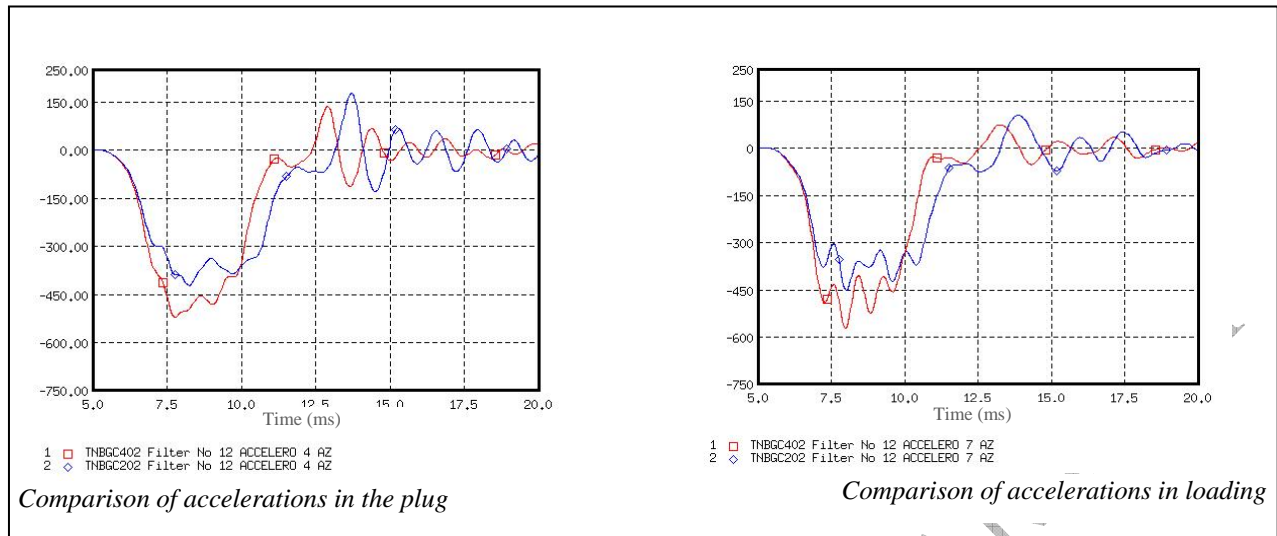 250.00
150.00
0.00
-150.00
-300.00
-450.00
-600.00
-750.00
5.0 7.5 10.0 12.5 15.0 17.5 20.0
Time (ms)
1 TNBGC402 Filter No 12 ACCELERO 4 AZ
2 TNBGC202 Filter No 12 ACCELERO 4 AZ
Comparison of accelerations in the plug
250
150
0
-150
-300
-450
-600
-750
5.0 7.5 10.0 12.5 15.0 17.5 20.0
Time (ms)
1 TNBGC402 Filter No 12 ACCELERO 7 AZ
2 TNBGC202 Filter No 12 ACCELERO 7 AZ
Comparison of accelerations in loading